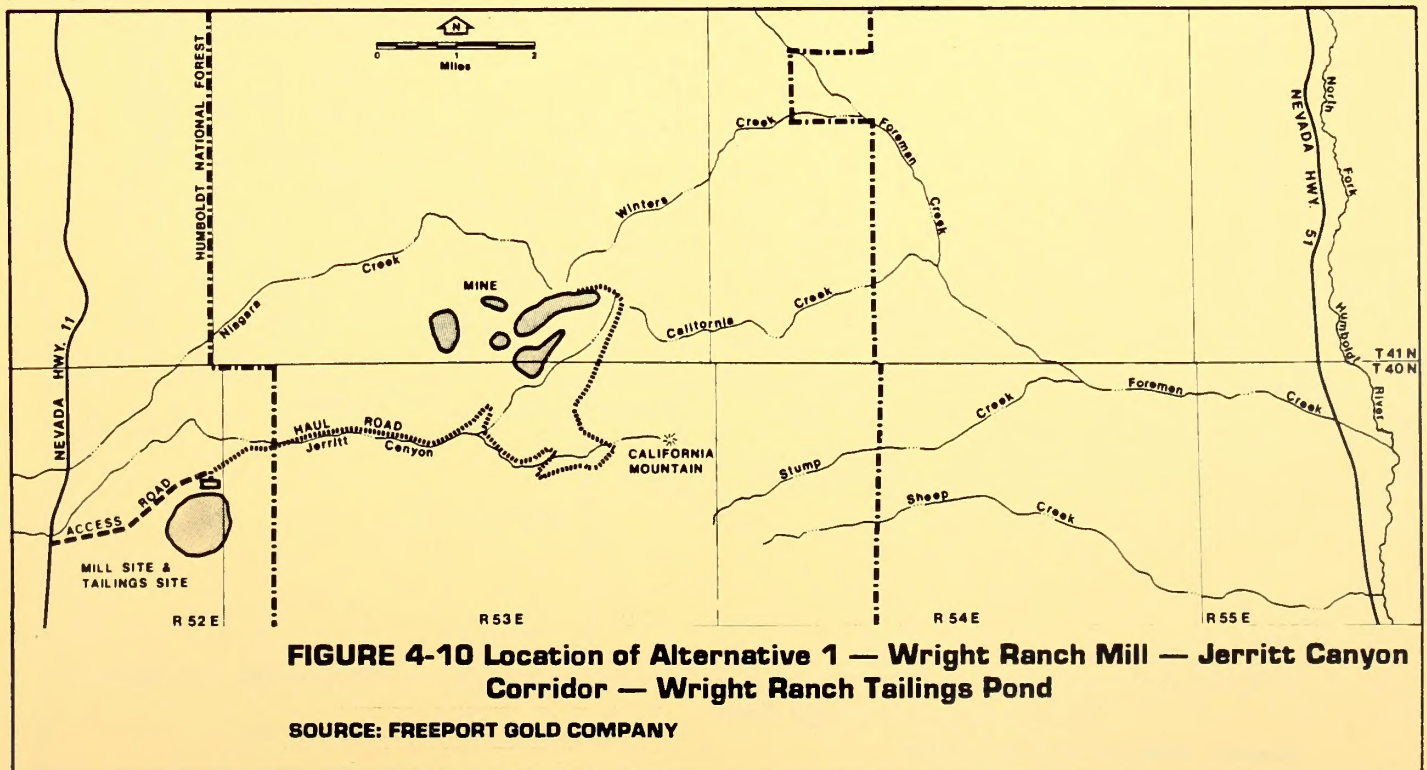 N
0 1 2
Miles
HUMBOLDT NATIONAL FOREST
NEVADA HWY. 11
NEVADA HWY. 51
North Fork Humboldt River
Winters Creek
Foreman Creek
Niagara Creek
MINE
California Creek
T 41 N
T 40 N
HAUL ROAD
Jerritt Canyon
CALIFORNIA
MOUNTAIN
Stump Creek
Foreman Creek
Sheep Creek
ACCESS ROAD
MILL SITE &
TAILINGS SITE
R 52 E
R 53 E
R 54 E
R 55 E
FIGURE 4-10 Location of Alternative 1 — Wright Ranch Mill — Jerritt Canyon
Corridor — Wright Ranch Tailings Pond
SOURCE: FREEPORT GOLD COMPANY